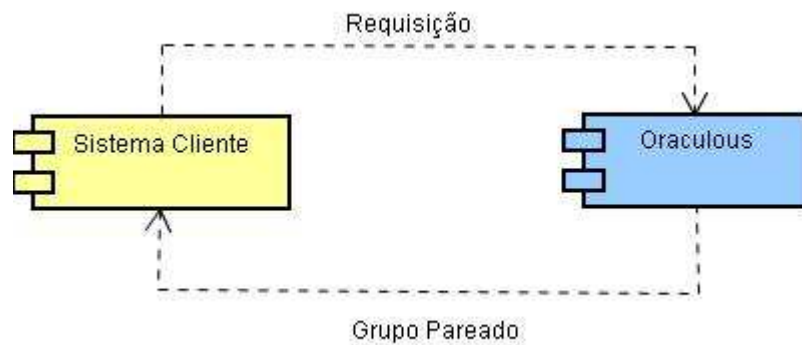 Requisição
Sistema Cliente
Oraculous
Grupo Pareado